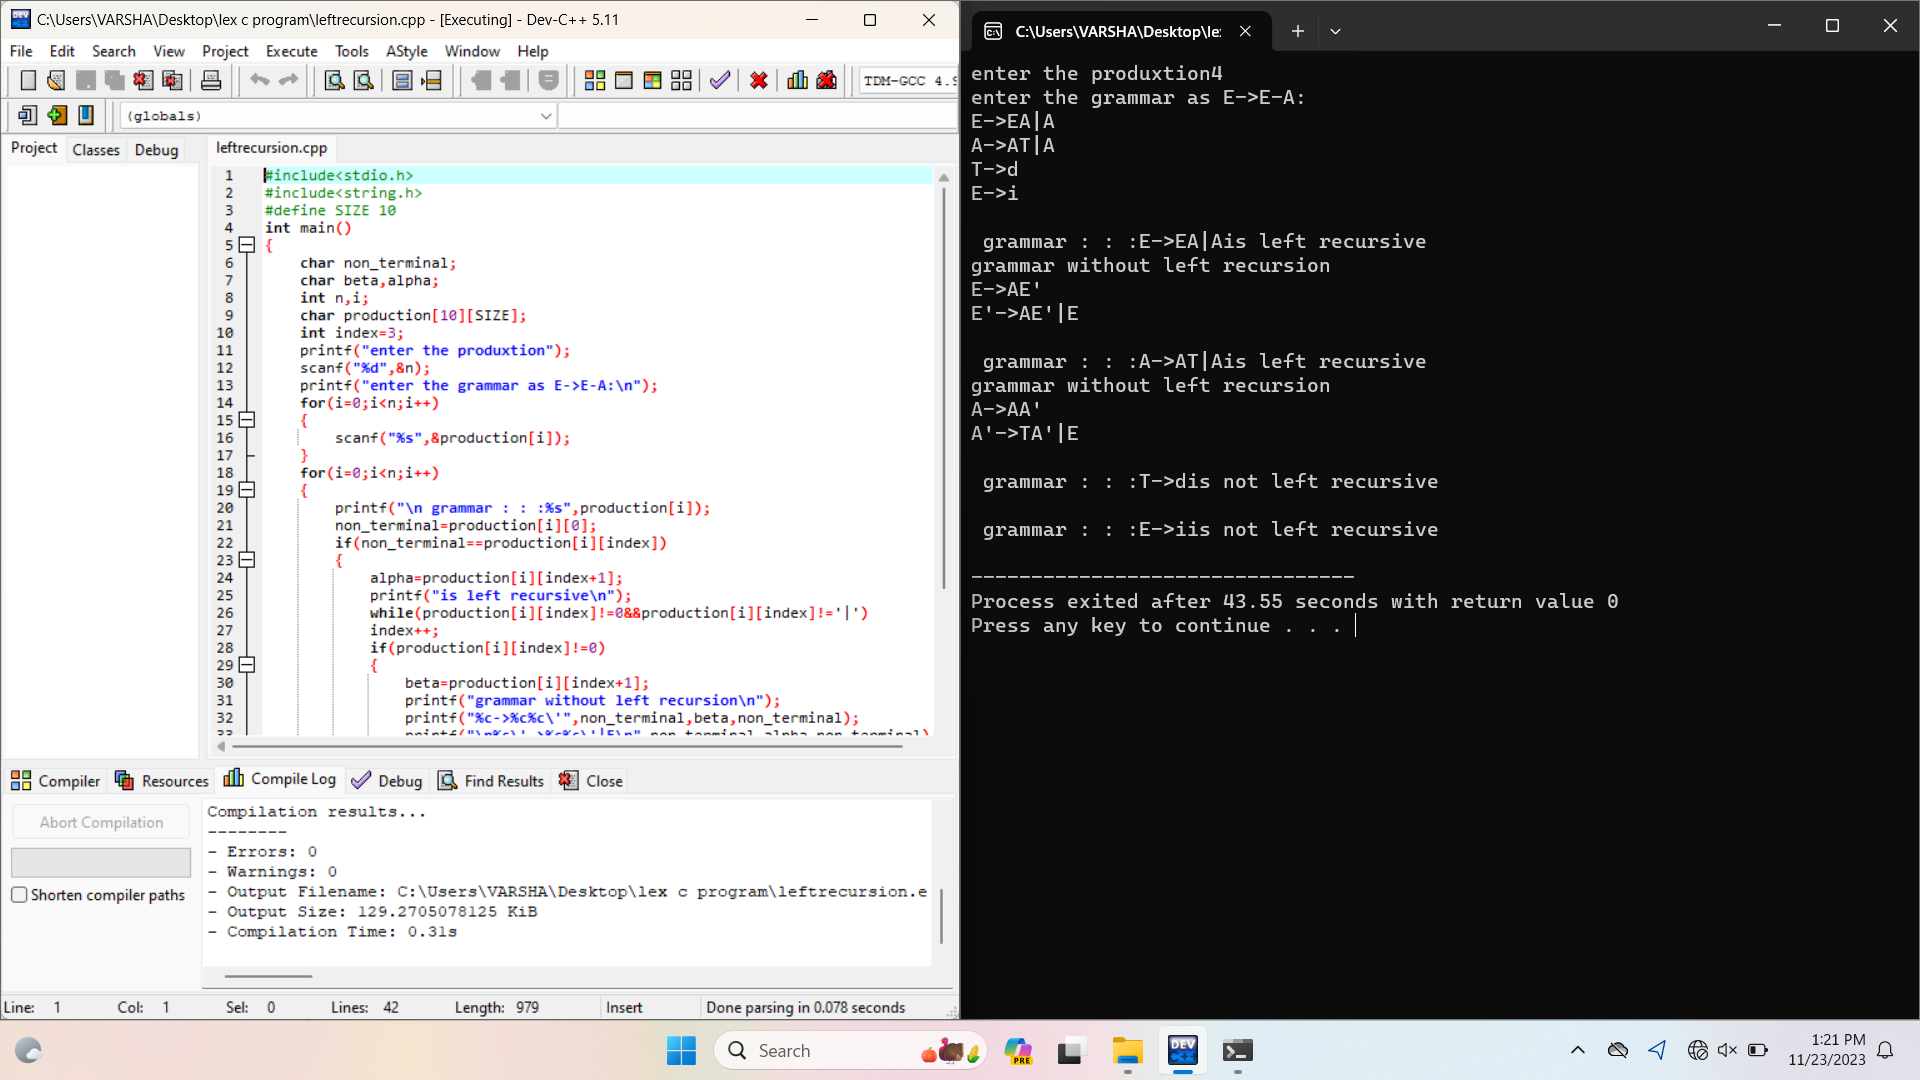 C:\Users\VARSHA\Desktop\lex c program\leftrecursion.cpp - [Executing] - Dev-C++ 5.11
File Edit Search View Project Execute Tools AStyle Window Help
TDM-GCC 4.9
(globals)
Project Classes Debug
leftrecursion.cpp
1 #include<stdio.h>
2 #include<string.h>
3 #define SIZE 10
4 int main()
5 {
6 char non_terminal;
7 char beta,alpha;
8 int n,i;
9 char production[10][SIZE];
10 int index=3;
11 printf("enter the produxtion");
12 scanf("%d",&n);
13 printf("enter the grammar as E->E-A:\n");
14 for(i=0;i<n;i++)
15 {
16 scanf("%s",&production[i]);
17 }
18 for(i=0;i<n;i++)
19 {
20 printf("\n grammar : : :%s",production[i]);
21 non_terminal=production[i][0];
22 if(non_terminal==production[i][index])
23 {
24 alpha=production[i][index+1];
25 printf("is left recursive\n");
26 while(production[i][index]!=0&&production[i][index]!='|')
27 index++;
28 if(production[i][index]!=0)
29 {
30 beta=production[i][index+1];
31 printf("grammar without left recursion\n");
32 printf("%c->%c%c\'",non_terminal,beta,non_terminal);
33 printf("\n%c\'->%c%c\'|E\n",non_terminal,alpha,non_terminal)
Compiler Resources Compile Log Debug Find Results Close
Abort Compilation
Shorten compiler paths
Compilation results...
--------
- Errors: 0
- Warnings: 0
- Output Filename: C:\Users\VARSHA\Desktop\lex c program\leftrecursion.e
- Output Size: 129.2705078125 KiB
- Compilation Time: 0.31s
Line: 1 Col: 1 Sel: 0 Lines: 42 Length: 979 Insert Done parsing in 0.078 seconds
C:\Users\VARSHA\Desktop\lex
enter the produxtion4
enter the grammar as E->E-A:
E->EA|A
A->AT|A
T->d
E->i
grammar : : :E->EA|Ais left recursive
grammar without left recursion
E->AE'
E'->AE'|E
grammar : : :A->AT|Ais left recursive
grammar without left recursion
A->AA'
A'->TA'|E
grammar : : :T->dis not left recursive
grammar : : :E->iis not left recursive
--------------------------------
Process exited after 43.55 seconds with return value 0
Press any key to continue . . .
Search
PRE
DEV C++
1:21 PM
11/23/2023